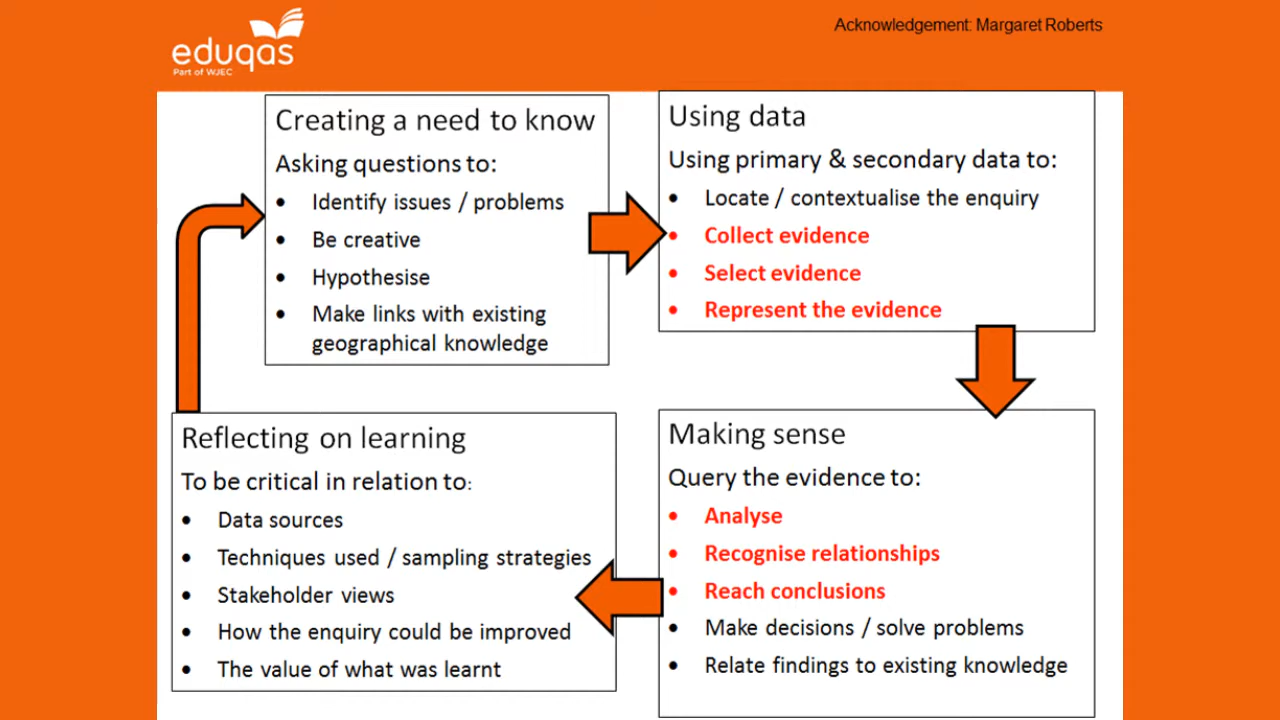 eduqas
Part of WJEC
Acknowledgement: Margaret Roberts
Creating a need to know
Asking questions to:
• Identify issues / problems
• Be creative
• Hypothesise
• Make links with existing
geographical knowledge
Using data
Using primary & secondary data to:
• Locate / contextualise the enquiry
• Collect evidence
• Select evidence
• Represent the evidence
Making sense
Query the evidence to:
• Analyse
• Recognise relationships
• Reach conclusions
• Make decisions / solve problems
• Relate findings to existing knowledge
Reflecting on learning
To be critical in relation to:
• Data sources
• Techniques used / sampling strategies
• Stakeholder views
• How the enquiry could be improved
• The value of what was learnt